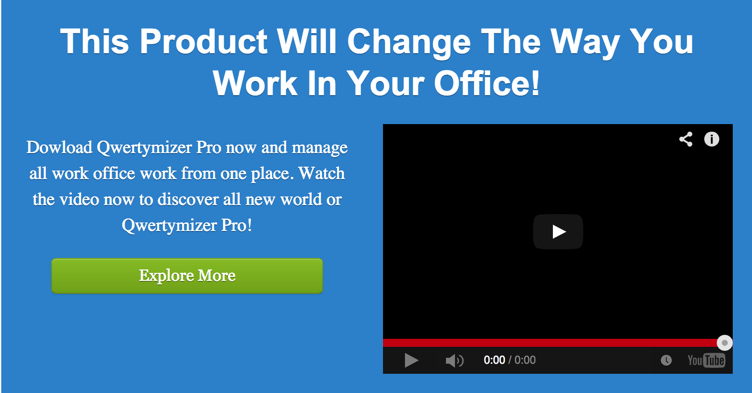 This Product Will Change The Way You
Work In Your Office!
Dowload Qwertymizer Pro now and manage
all work office work from one place. Watch
the video now to discover all new world or
Qwertymizer Pro!
Explore More
0:00 / 0:00
YouTube